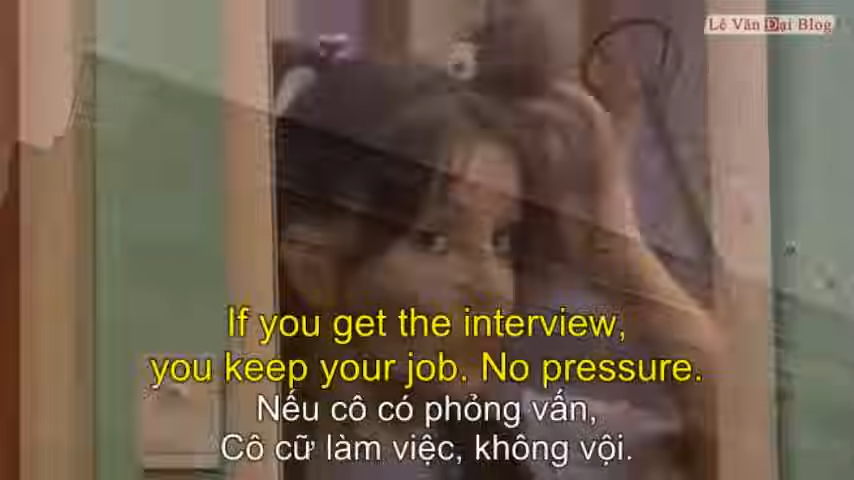 Lê Văn Đại Blog
If you get the interview,
you keep your job. No pressure.
Nếu cô có phỏng vấn,
Cô cữ làm việc, không vội.